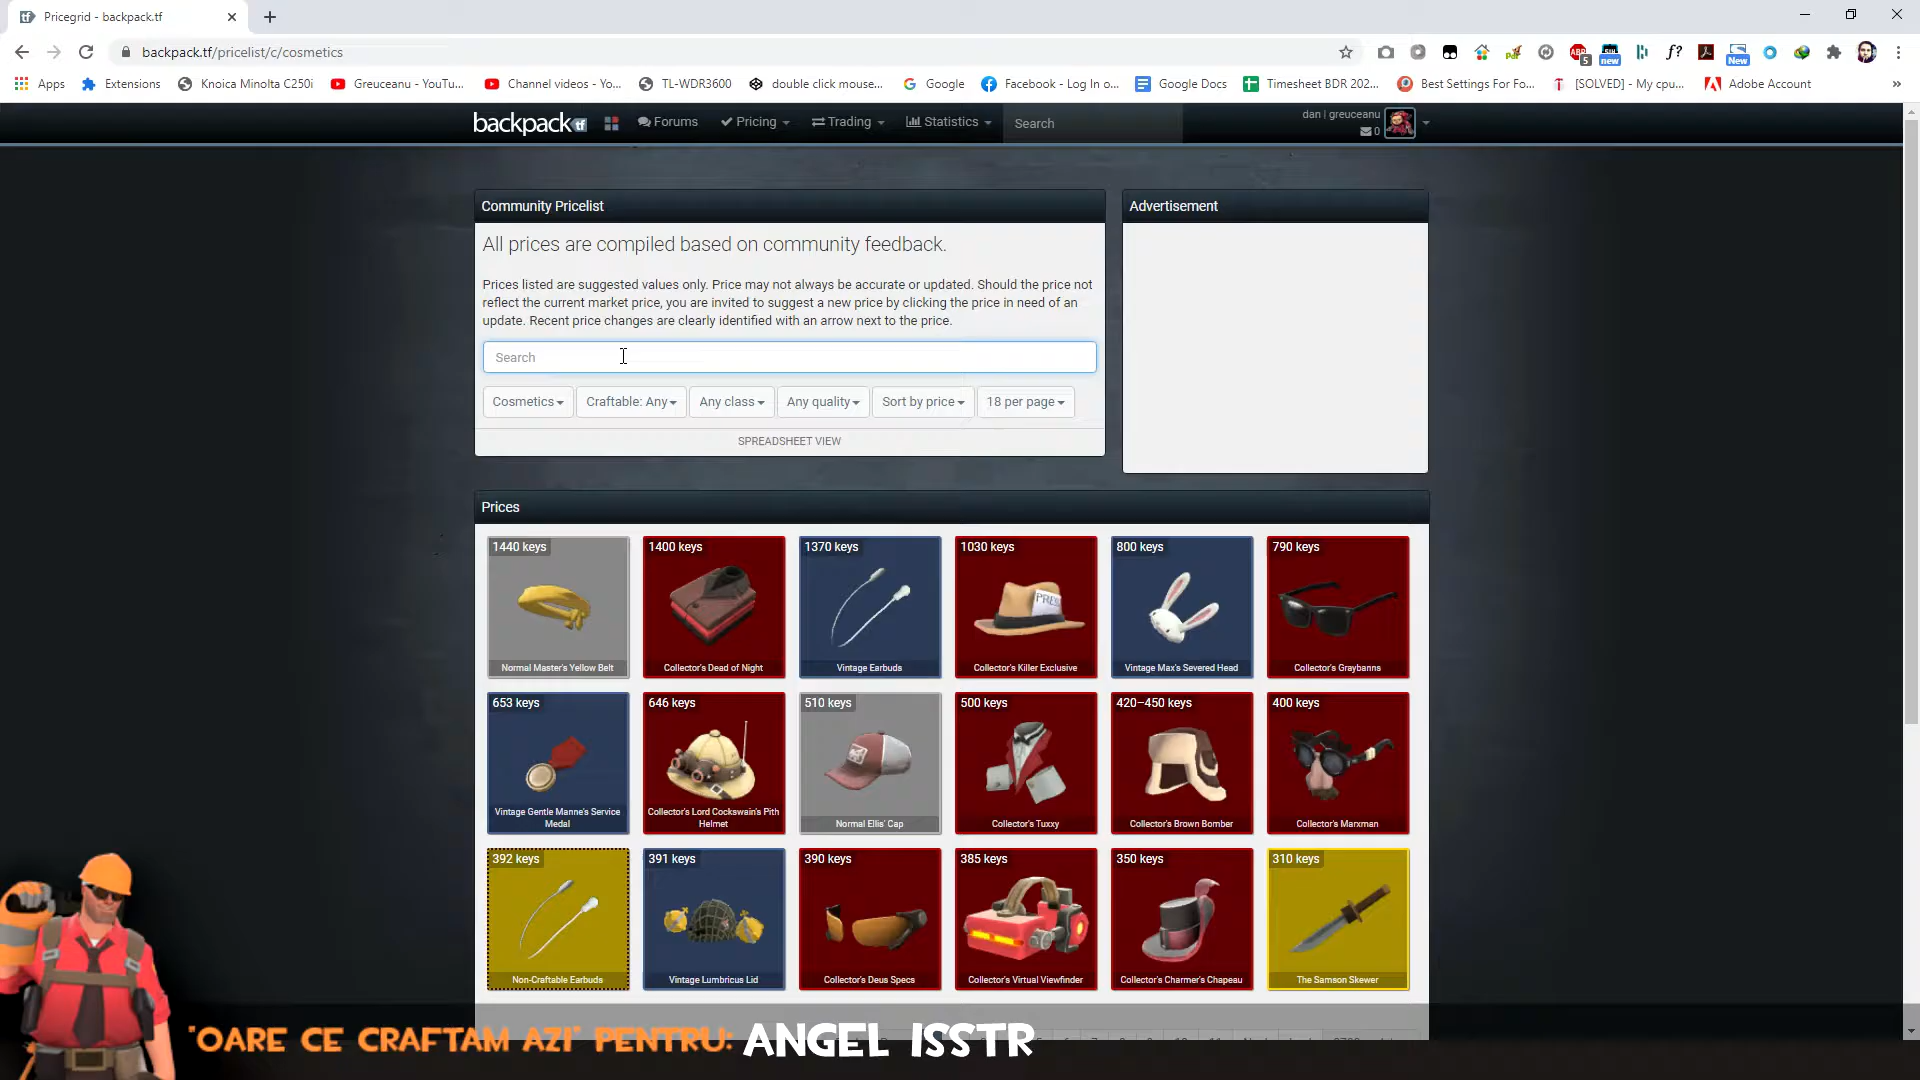 Pricegrid - backpack.tf
backpack.tf/pricelist/c/cosmetics
5
new
f?
New
Apps
Extensions
Knoica Minolta C250i
Greuceanu - YouTu...
Channel videos - Yo...
TL-WDR3600
double click mouse...
Google
Facebook - Log In o...
Google Docs
Timesheet BDR 202...
Best Settings For Fo...
[SOLVED] - My cpu...
Adobe Account
backpack tf
Forums
Pricing
Trading
Statistics
Search
dan | greuceanu
0
Community Pricelist
Advertisement
All prices are compiled based on community feedback.
Prices listed are suggested values only. Price may not always be accurate or updated. Should the price not
reflect the current market price, you are invited to suggest a new price by clicking the price in need of an
update. Recent price changes are clearly identified with an arrow next to the price.
Search
Cosmetics
Craftable: Any
Any class
Any quality
Sort by price
18 per page
SPREADSHEET VIEW
Prices
1440 keys
Normal Master's Yellow Belt
1400 keys
Collector's Dead of Night
1370 keys
Vintage Earbuds
1030 keys
Collector's Killer Exclusive
800 keys
Vintage Max's Severed Head
790 keys
Collector's Graybanns
653 keys
Vintage Gentle Manne's Service
Medal
646 keys
Collector's Lord Cockswain's Pith
Helmet
510 keys
Normal Ellis' Cap
500 keys
Collector's Tuxxy
420–450 keys
Collector's Brown Bomber
400 keys
Collector's Marxman
392 keys
Non-Craftable Earbuds
391 keys
Vintage Lumbricus Lid
390 keys
Collector's Deus Specs
385 keys
Collector's Virtual Viewfinder
350 keys
Collector's Charmer's Chapeau
310 keys
The Samson Skewer
"OARE CE CRAFTAM AZI" PENTRU: ANGEL ISSTR